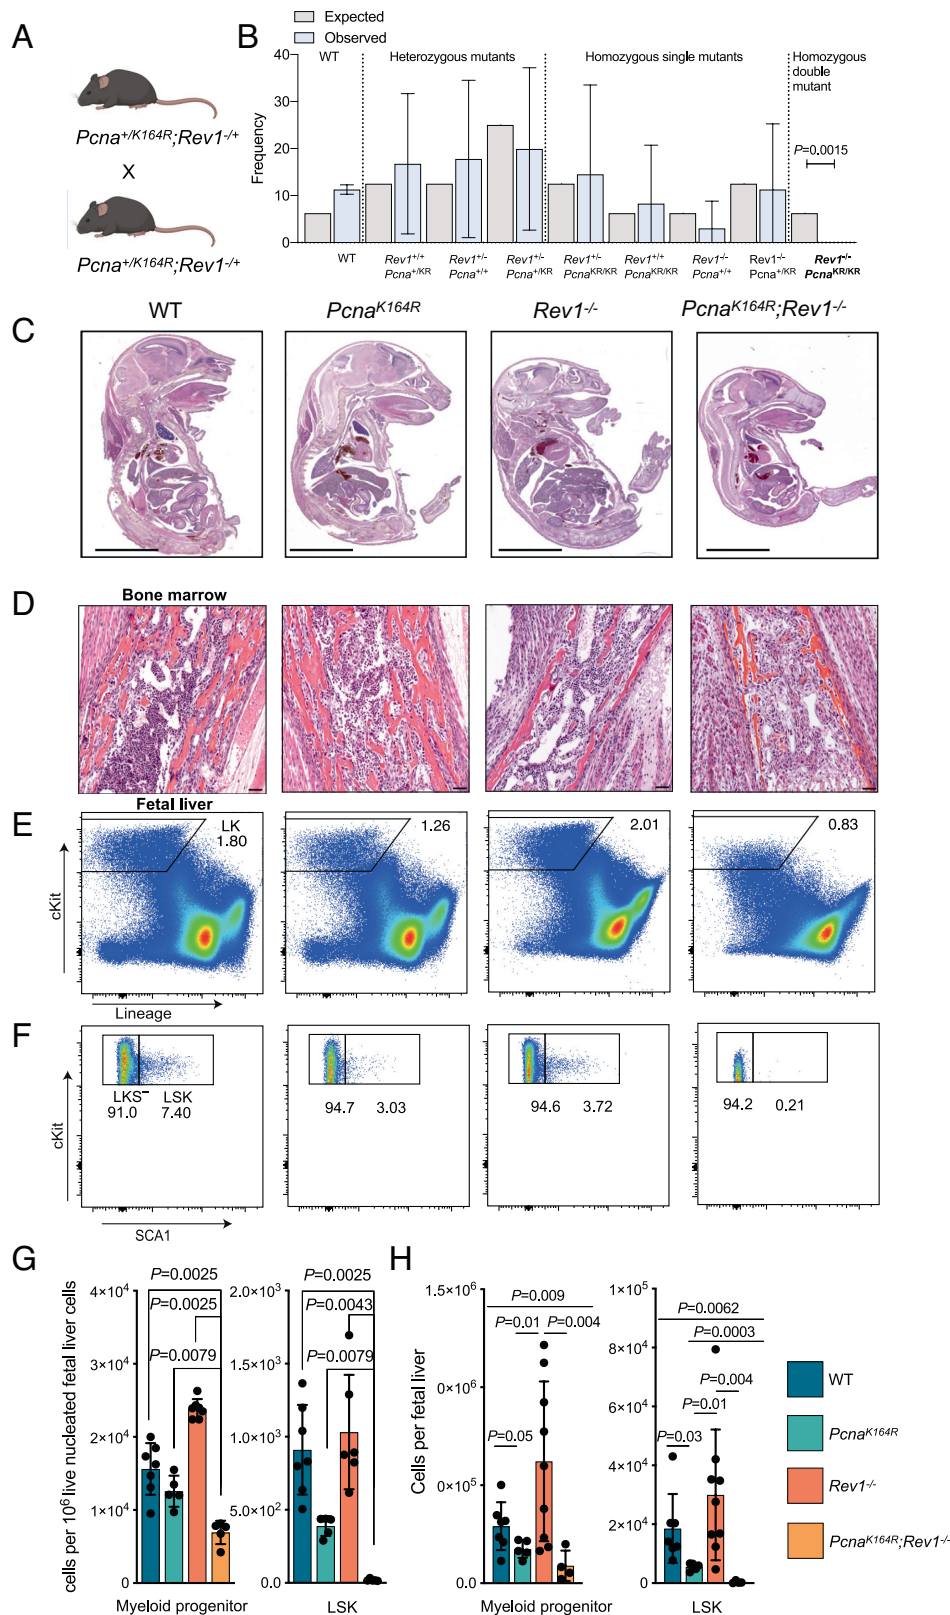 A
Pcna+/K164R;Rev1-/+
X
Pcna+/K164R;Rev1-/+
B
Expected
Observed
WT
Heterozygous mutants
Homozygous single mutants
Homozygous
double
mutant
P=0.0015
Frequency
40
30
20
10
0
WT
Rev1+/+
Pcna+/KR
Rev1+/-
Pcna+/+
Rev1+/-
Pcna+/KR
Rev1+/-
PcnaKR/KR
Rev1+/+
PcnaKR/KR
Rev1-/-
Pcna+/+
Rev1-/-
Pcna+/KR
Rev1-/-
PcnaKR/KR
C
WT
PcnaK164R
Rev1-/-
PcnaK164R;Rev1-/-
D
Bone marrow
E
Fetal liver
LK
1.80
1.26
2.01
0.83
cKit
Lineage
F
LKS−
91.0
LSK
7.40
94.7 3.03
94.6 3.72
94.2 0.21
cKit
SCA1
G
cells per 10⁶ live nucleated fetal liver cells
P=0.0025
P=0.0025
P=0.0079
4×10⁴
3×10⁴
2×10⁴
1×10⁴
0
Myeloid progenitor
P=0.0025
P=0.0043
P=0.0079
2.0×10³
1.5×10³
1.0×10³
5.0×10²
0.0
LSK
H
Cells per fetal liver
P=0.009
P=0.01
P=0.004
P=0.05
1.5×10⁶
0×10⁶
0×10⁵
0.0
Myeloid progenitor
P=0.0062
P=0.0003
P=0.004
P=0.01
P=0.03
1×10⁵
8×10⁴
6×10⁴
4×10⁴
2×10⁴
0
LSK
WT
PcnaK164R
Rev1-/-
PcnaK164R;Rev1-/-